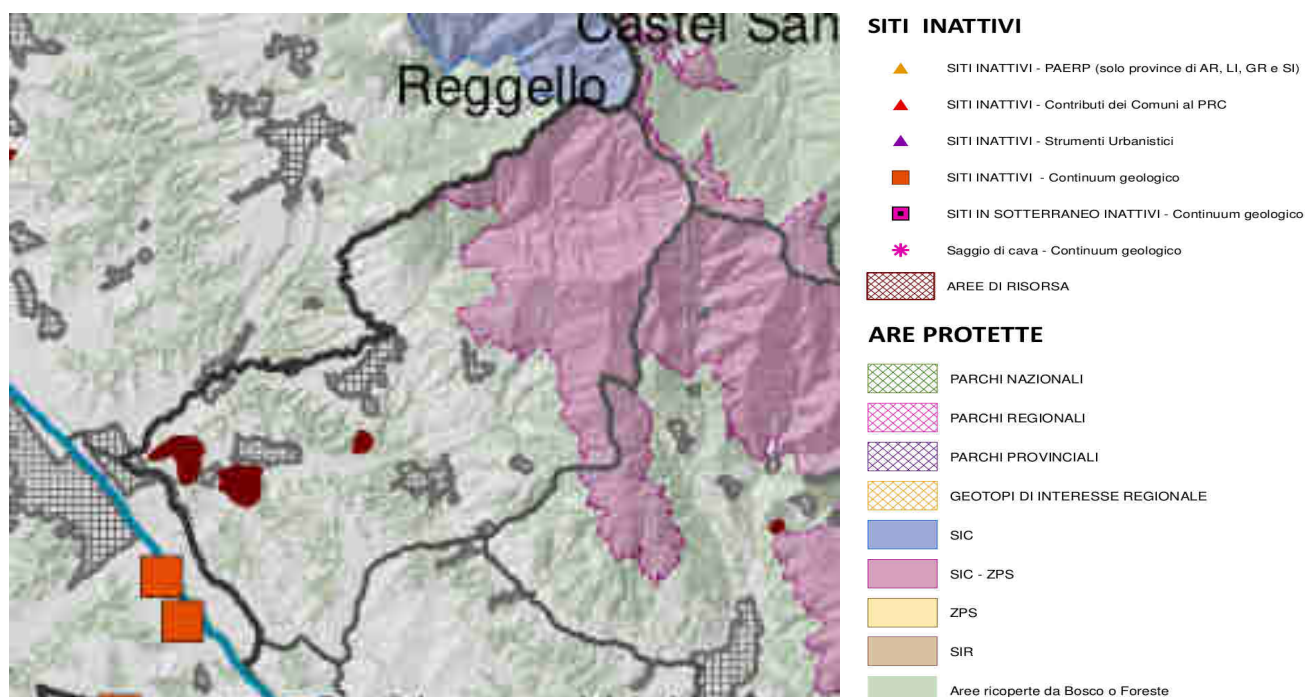 Castel San
Reggello
SITI INATTIVI
SITI INATTIVI - PAERP (solo province di AR, LI, GR e SI)
SITI INATTIVI - Contributi dei Comuni al PRC
SITI INATTIVI - Strumenti Urbanistici
SITI INATTIVI - Continuum geologico
SITI IN SOTTERRANEO INATTIVI - Continuum geologico
Saggio di cava - Continuum geologico
AREE DI RISORSA
ARE PROTETTE
PARCHI NAZIONALI
PARCHI REGIONALI
PARCHI PROVINCIALI
GEOTOPI DI INTERESSE REGIONALE
SIC
SIC - ZPS
ZPS
SIR
Aree ricoperte da Bosco o Foreste